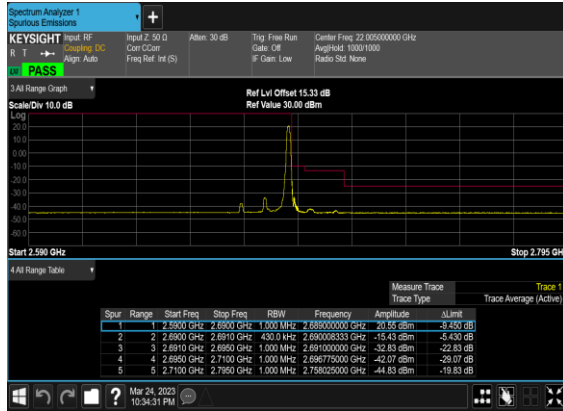 Spectrum Analyzer 1
Spurious Emissions
KEYSIGHT Input: RF Input Z: 50 Ω Atten: 30 dB Trig: Free Run Center Freq: 22.005000000 GHz
R T Coupling: DC Corr CCorr Gate: Off Avg|Hold: 1000/1000
Align: Auto Freq Ref: Int (S) IF Gain: Low Radio Std: None
PASS
3 All Range Graph
Ref Lvl Offset 15.33 dB
Scale/Div 10.0 dB Ref Value 30.00 dBm
Log
20.0
10.0
0.00
-10.0
-20.0
-30.0
-40.0
-50.0
-60.0
Start 2.590 GHz Stop 2.795 GH
4 All Range Table
Measure Trace Trace 1
Trace Type Trace Average (Active)
Spur Range Start Freq Stop Freq RBW Frequency Amplitude ΔLimit
1 1 2.5900 GHz 2.6900 GHz 1.000 MHz 2.689000000 GHz 20.55 dBm -9.450 dB
2 2 2.6900 GHz 2.6910 GHz 430.0 kHz 2.690008333 GHz -15.43 dBm -5.430 dB
3 3 2.6910 GHz 2.6950 GHz 1.000 MHz 2.691000000 GHz -32.83 dBm -22.83 dB
4 4 2.6950 GHz 2.7100 GHz 1.000 MHz 2.696775000 GHz -42.07 dBm -29.07 dB
5 5 2.7100 GHz 2.7950 GHz 1.000 MHz 2.758025000 GHz -44.83 dBm -19.83 dB
Mar 24, 2023
10:34:31 PM